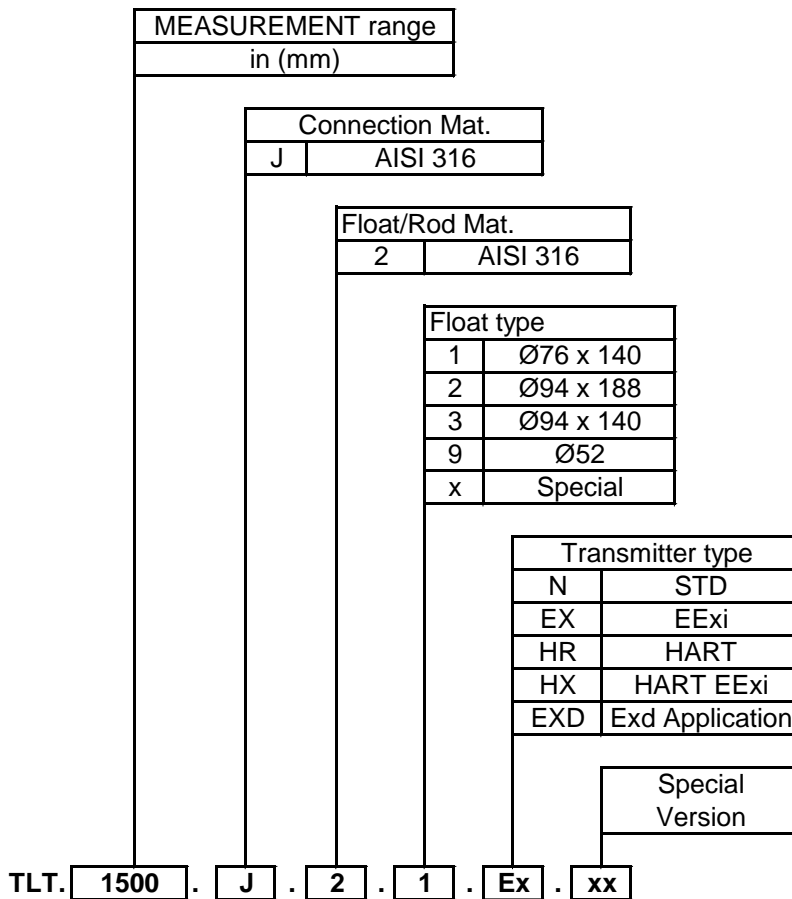 MEASUREMENT range
in (mm)
Connection Mat.
J AISI 316
Float/Rod Mat.
2 AISI 316
Float type
1 Ø76 x 140
2 Ø94 x 188
3 Ø94 x 140
9 Ø52
x Special
Transmitter type
N STD
EX EExi
HR HART
HX HART EExi
EXD Exd Application
Special
Version
TLT. 1500 . J . 2 . 1 . Ex . xx